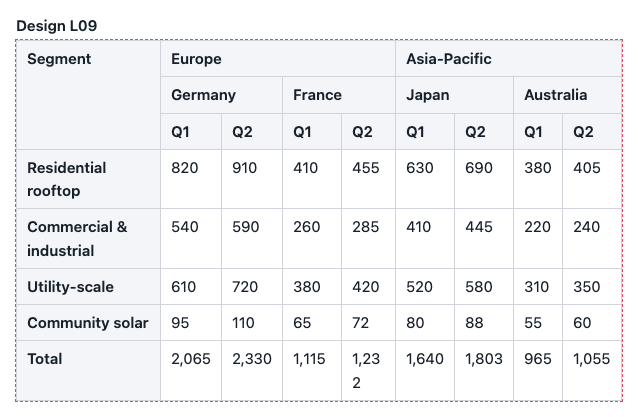 Design L09
Segment Europe Asia-Pacific
Germany France Japan Australia
Q1 Q2 Q1 Q2 Q1 Q2 Q1 Q2
Residential 820 910 410 455 630 690 380 405
rooftop
Commercial & 540 590 260 285 410 445 220 240
industrial
Utility-scale 610 720 380 420 520 580 310 350
Community solar 95 110 65 72 80 88 55 60
Total 2,065 2,330 1,115 1,23 1,640 1,803 965 1,055
2